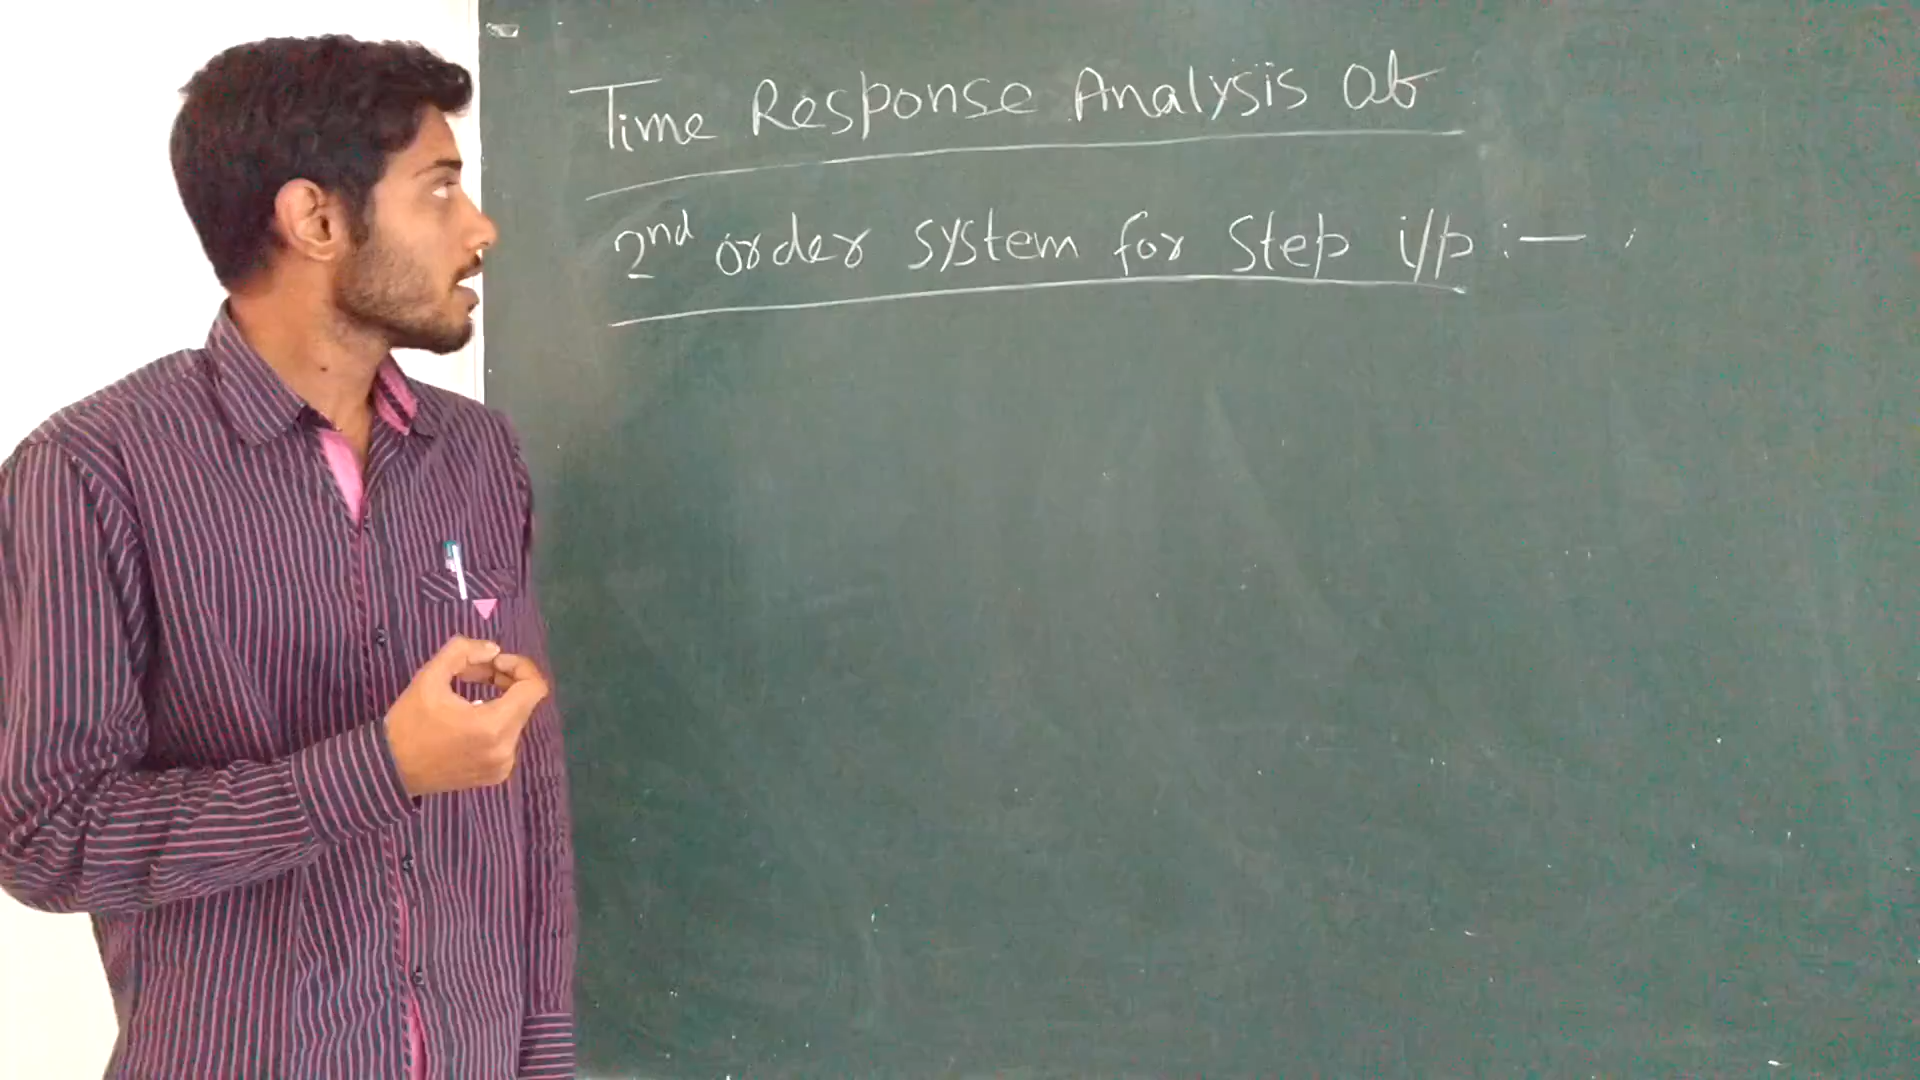 Time Response Analysis of
2nd order system for step i/p :-